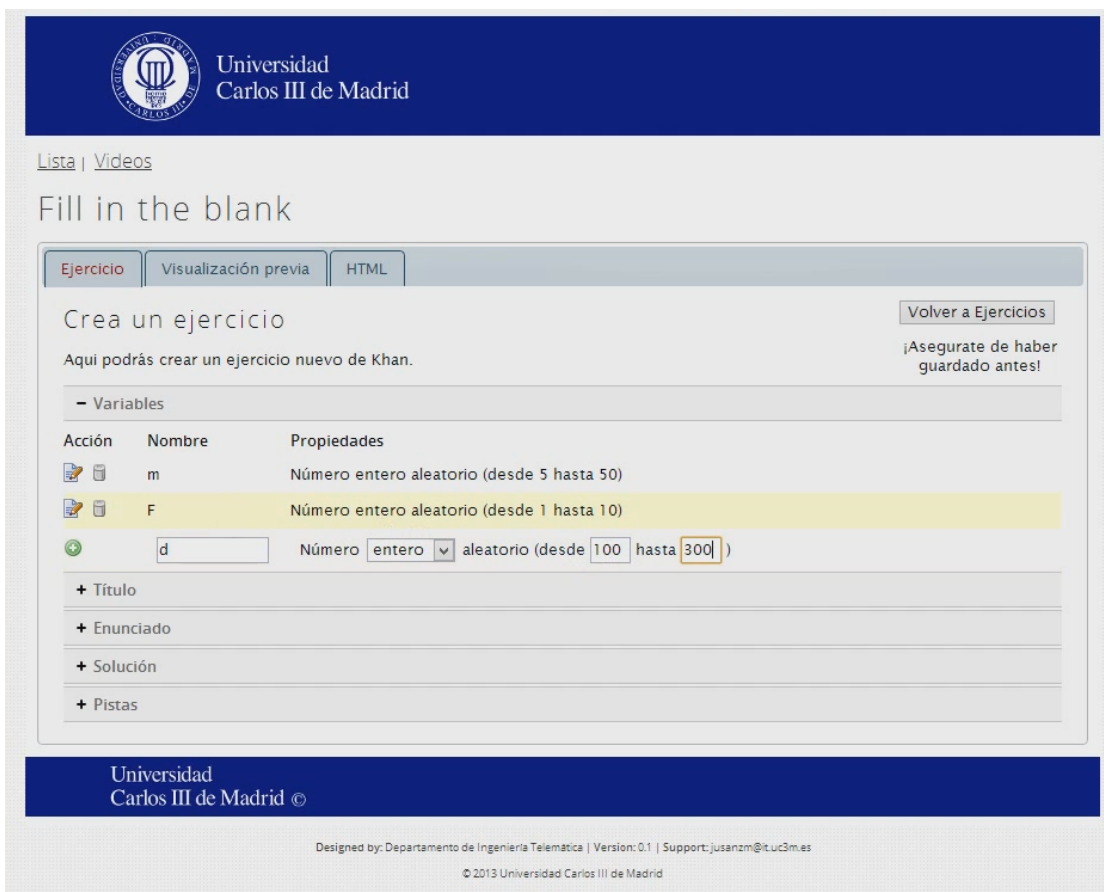 Universidad
Carlos III de Madrid
Lista | Videos
Fill in the blank
Ejercicio Visualización previa HTML
Crea un ejercicio Volver a Ejercicios
Aqui podrás crear un ejercicio nuevo de Khan. ¡Asegurate de haber
guardado antes!
− Variables
Acción Nombre Propiedades
m Número entero aleatorio (desde 5 hasta 50)
F Número entero aleatorio (desde 1 hasta 10)
d Número entero aleatorio (desde 100 hasta 300 )
+ Título
+ Enunciado
+ Solución
+ Pistas
Universidad
Carlos III de Madrid ©
Designed by: Departamento de Ingeniería Telemática | Version: 0.1 | Support: jusanzm@it.uc3m.es
© 2013 Universidad Carlos III de Madrid